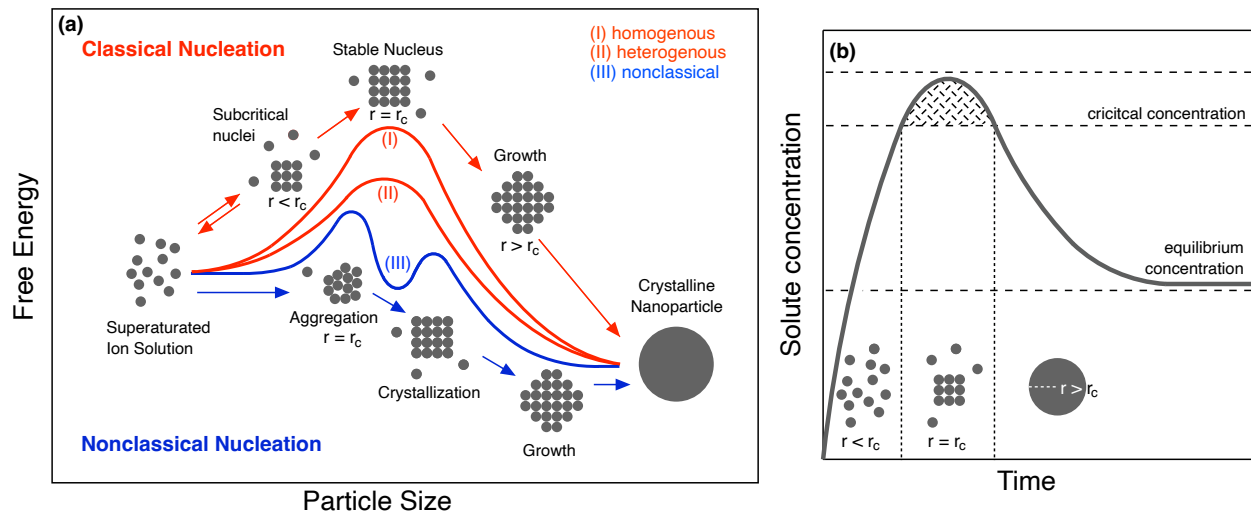 (a)
Classical Nucleation
Stable Nucleus
r = rc
(I) homogenous
(II) heterogenous
(III) nonclassical
Subcritical
nuclei
r < rc
(I)
(II)
(III)
Growth
r > rc
Superaturated
Ion Solution
Aggregation
r = rc
Crystallization
Growth
Crystalline
Nanoparticle
Nonclassical Nucleation
Free Energy
Particle Size
(b)
cricitcal concentration
equilibrium
concentration
r < rc
r = rc
r > rc
Solute concentration
Time